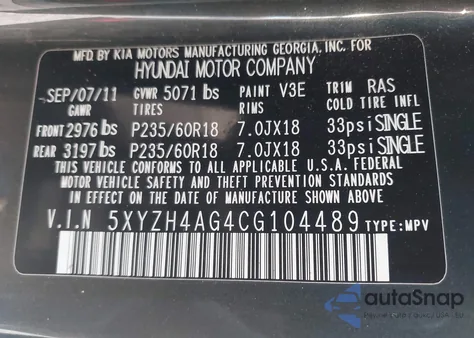 MFD. BY KIA MOTORS MANUFACTURING GEORGIA, INC. FOR
HYUNDAI MOTOR COMPANY
SEP/07/11 GVWR 5071 lbs PAINT V3E TRIM RAS
GAWR TIRES RIMS COLD TIRE INFL
FRONT 2976 lbs P235/60R18 7.0JX18 33psi SINGLE
REAR 3197 lbs P235/60R18 7.0JX18 33psi SINGLE
THIS VEHICLE CONFORMS TO ALL APPLICABLE U.S.A. FEDERAL
MOTOR VEHICLE SAFETY AND BUMPER STANDARDS
IN EFFECT ON THE DATE OF MANUFACTURE SHOWN ABOVE
V.I.N 5XYZH4AG4CG104489 TYPE:MPV
autoSnap